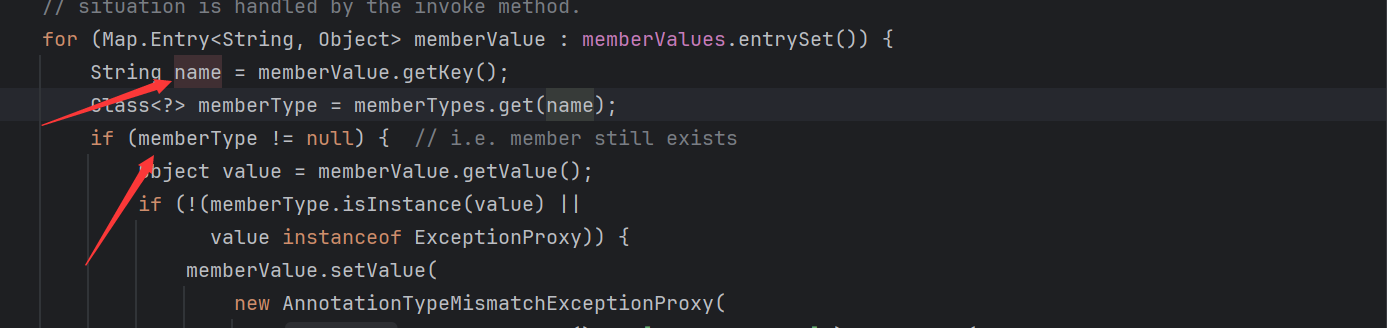 // situation is handled by the invoke method.
for (Map.Entry<String, Object> memberValue : memberValues.entrySet()) {
String name = memberValue.getKey();
Class<?> memberType = memberTypes.get(name);
if (memberType != null) {  // i.e. member still exists
Object value = memberValue.getValue();
if (!(memberType.isInstance(value) ||
value instanceof ExceptionProxy)) {
memberValue.setValue(
new AnnotationTypeMismatchExceptionProxy(